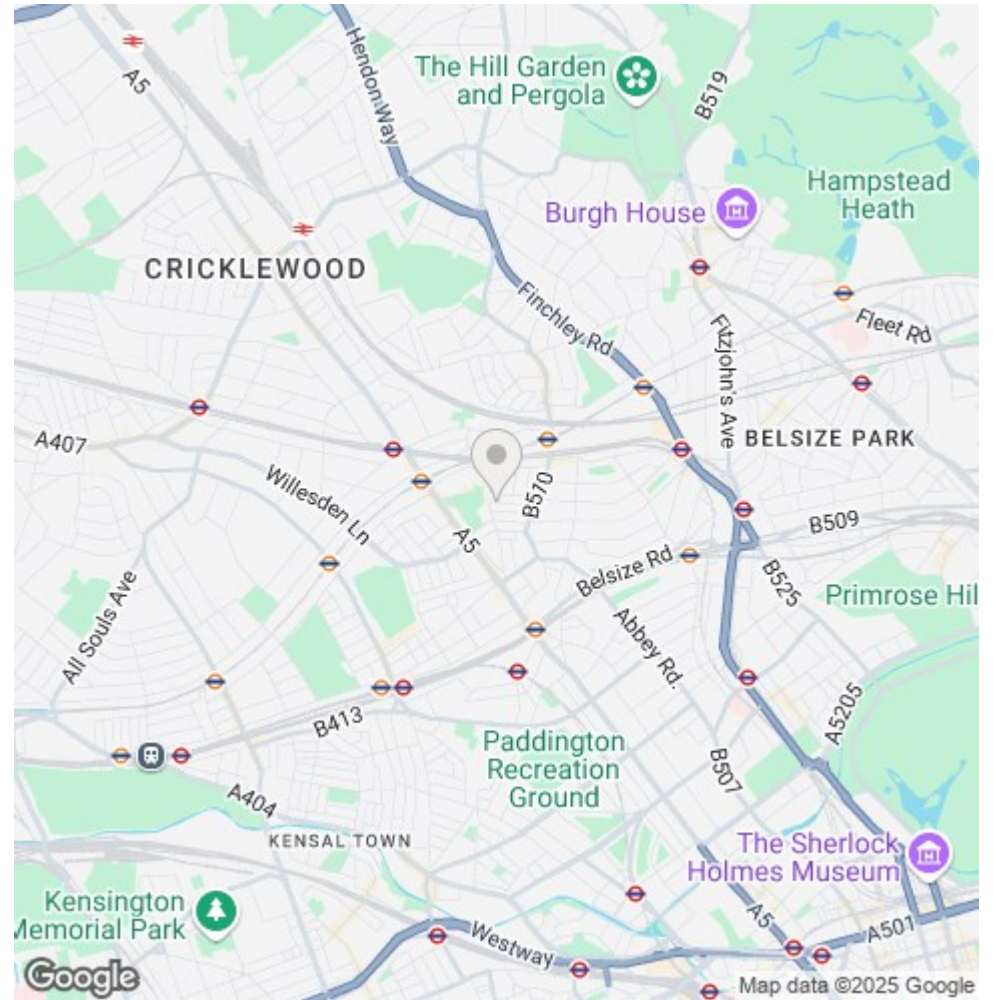 A5
Hendon Way
The Hill Garden
and Pergola
B519
Hampstead
Heath
Burgh House
CRICKLEWOOD
Finchley Rd
Fitzjohn's Ave
Fleet Rd
A407
BELSIZE PARK
Willesden Ln
B510
A5
B509
Belsize Rd
B525
Primrose Hil
All Souls Ave
Abbey Rd.
B413
A5205
Paddington
Recreation
Ground
B507
A404
KENSAL TOWN
The Sherlock
Holmes Museum
Kensington
Memorial Park
Westway
A5
A501
Google
Map data ©2025 Google